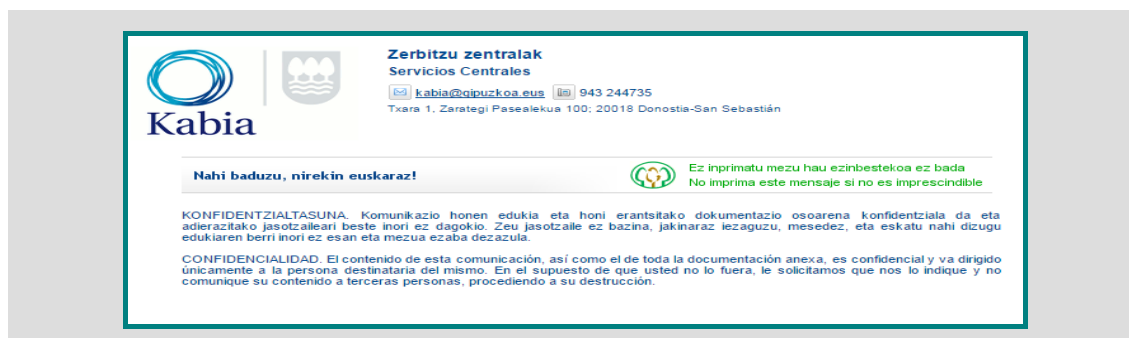 Kabia
Zerbitzu zentralak
Servicios Centrales
kabia@gipuzkoa.eus 943 244735
Txara 1, Zarategi Pasealekua 100; 20018 Donostia-San Sebastián
Nahi baduzu, nirekin euskaraz!
Ez inprimatu mezu hau ezinbestekoa ez bada
No imprima este mensaje si no es imprescindible
KONFIDENTZIALTASUNA. Komunikazio honen edukia eta honi erantsitako dokumentazio osoarena konfidentziala da eta
adierazitako jasotzaileari beste inori ez dagokio. Zeu jasotzaile ez bazina, jakinaraz iezaguzu, mesedez, eta eskatu nahi dizugu
edukiaren berri inori ez esan eta mezua ezaba dezazula.
CONFIDENCIALIDAD. El contenido de esta comunicación, así como el de toda la documentación anexa, es confidencial y va dirigido
únicamente a la persona destinataria del mismo. En el supuesto de que usted no lo fuera, le solicitamos que nos lo indique y no
comunique su contenido a terceras personas, procediendo a su destrucción.